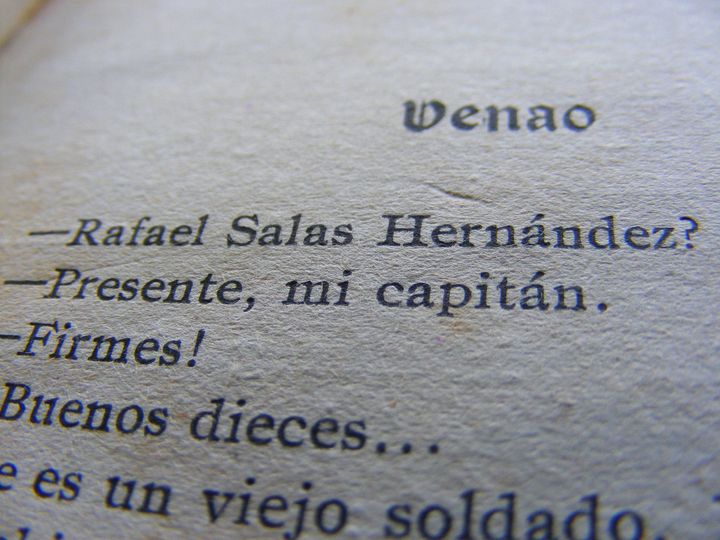 Venao
—Rafael Salas Hernández?
—Presente, mi capitán.
—Firmes!
Buenos dieces...
e es un viejo soldado.